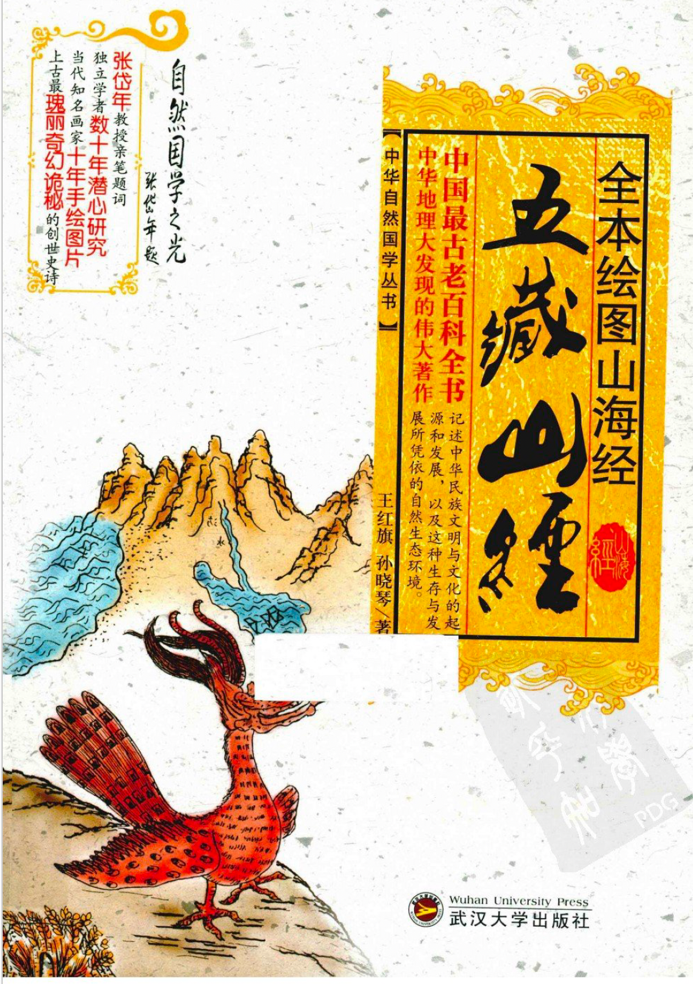 张岱年教授亲笔题词
独立学者数十年潜心研究
当代知名画家十年手绘图片
上古最瑰丽奇幻诡秘的创世史诗
自然国学之光
张岱年题
全本绘图山海经
五藏山经
山海
经
中国最古老百科全书
中华地理大发现的伟大著作
记述中华民族文明与文化的起
源和发展，以及这种生存与发
展所凭依的自然生态环境。
【中华自然国学丛书】
王红旗 孙晓琴/著
PDG
Wuhan University Press
武汉大学出版社